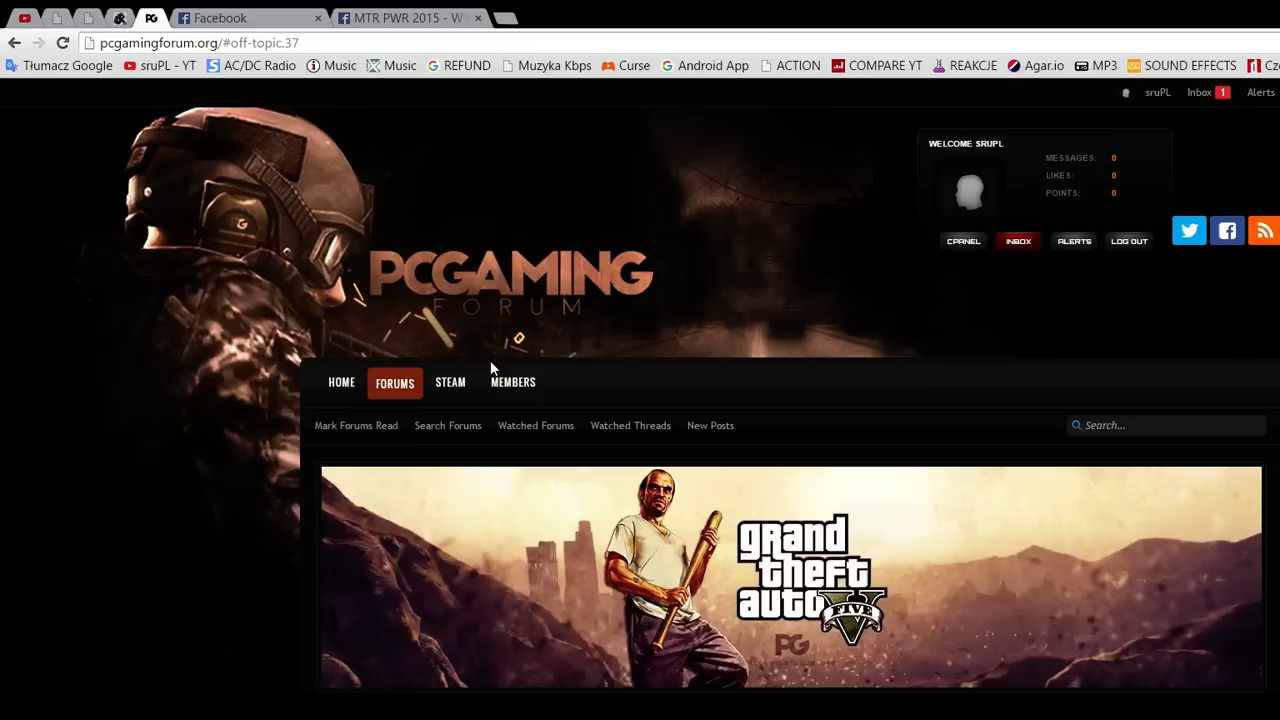 PG Facebook MTR PWR 2015 - W
pcgamingforum.org/#off-topic.37
Tłumacz Google sruPL - YT AC/DC Radio Music Music REFUND Muzyka Kbps Curse Android App ACTION COMPARE YT REAKCJE Agar.io MP3 SOUND EFFECTS Cz
sruPL Inbox 1 Alerts
WELCOME SRUPL
MESSAGES: 0
LIKES: 0
POINTS: 0
CPANEL INBOX ALERTS LOG OUT
PCGAMING
FORUM
HOME FORUMS STEAM MEMBERS
Mark Forums Read Search Forums Watched Forums Watched Threads New Posts Search...
grand
theft
auto
FIVE
PG